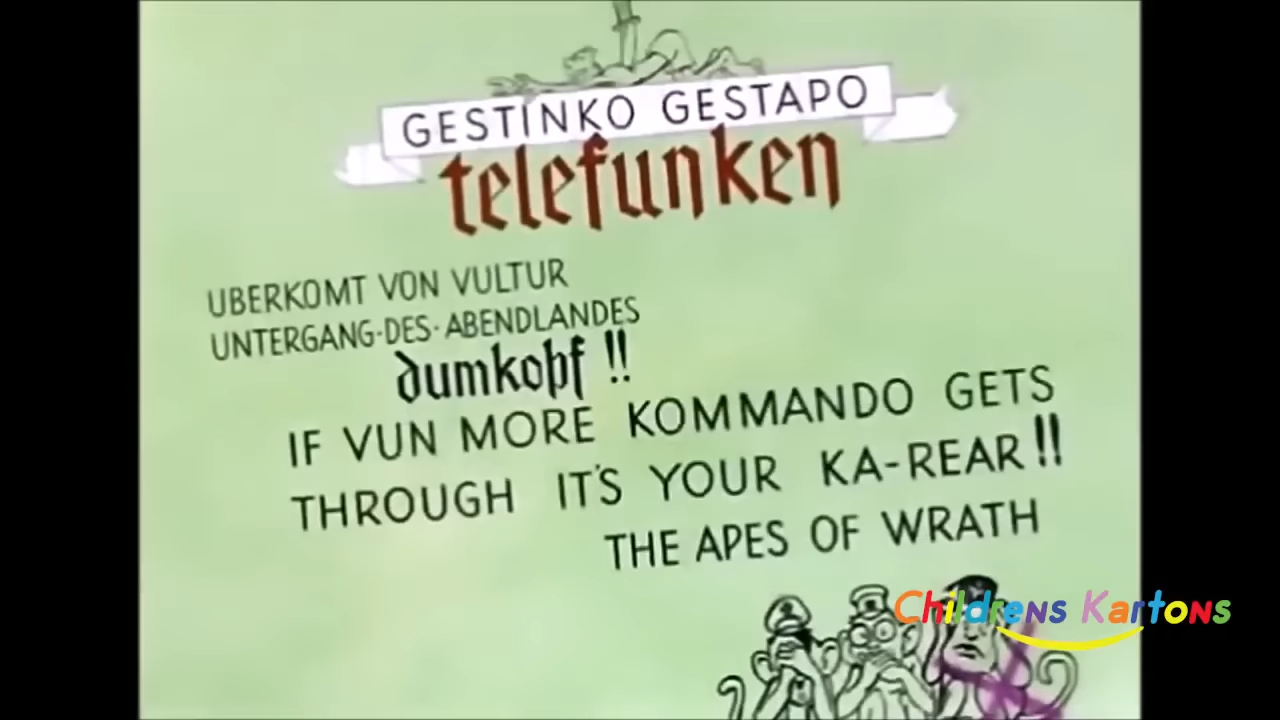 GESTINKO GESTAPO
telefunken
UBERKOMT VON VULTUR
UNTERGANG-DES-ABENDLANDES
dumkopf !!
IF VUN MORE KOMMANDO GETS
THROUGH IT'S YOUR KA-REAR!!
THE APES OF WRATH
Childrens Kartons